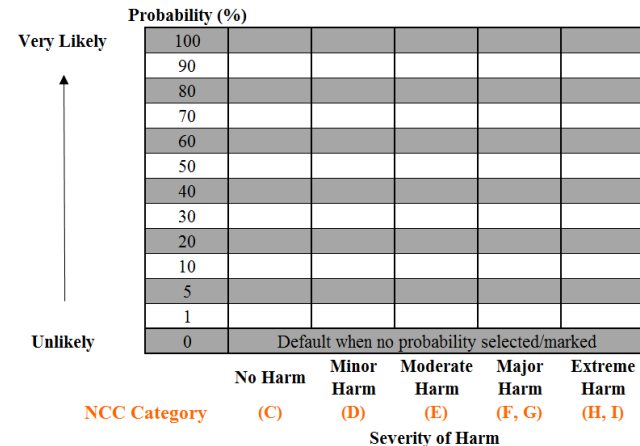 Probability (%)
Very Likely
100
90
80
70
60
50
40
30
20
10
5
1
Unlikely
0
Default when no probability selected/marked
No Harm
Minor
Harm
Moderate
Harm
Major
Harm
Extreme
Harm
NCC Category
(C)
(D)
(E)
(F, G)
(H, I)
Severity of Harm